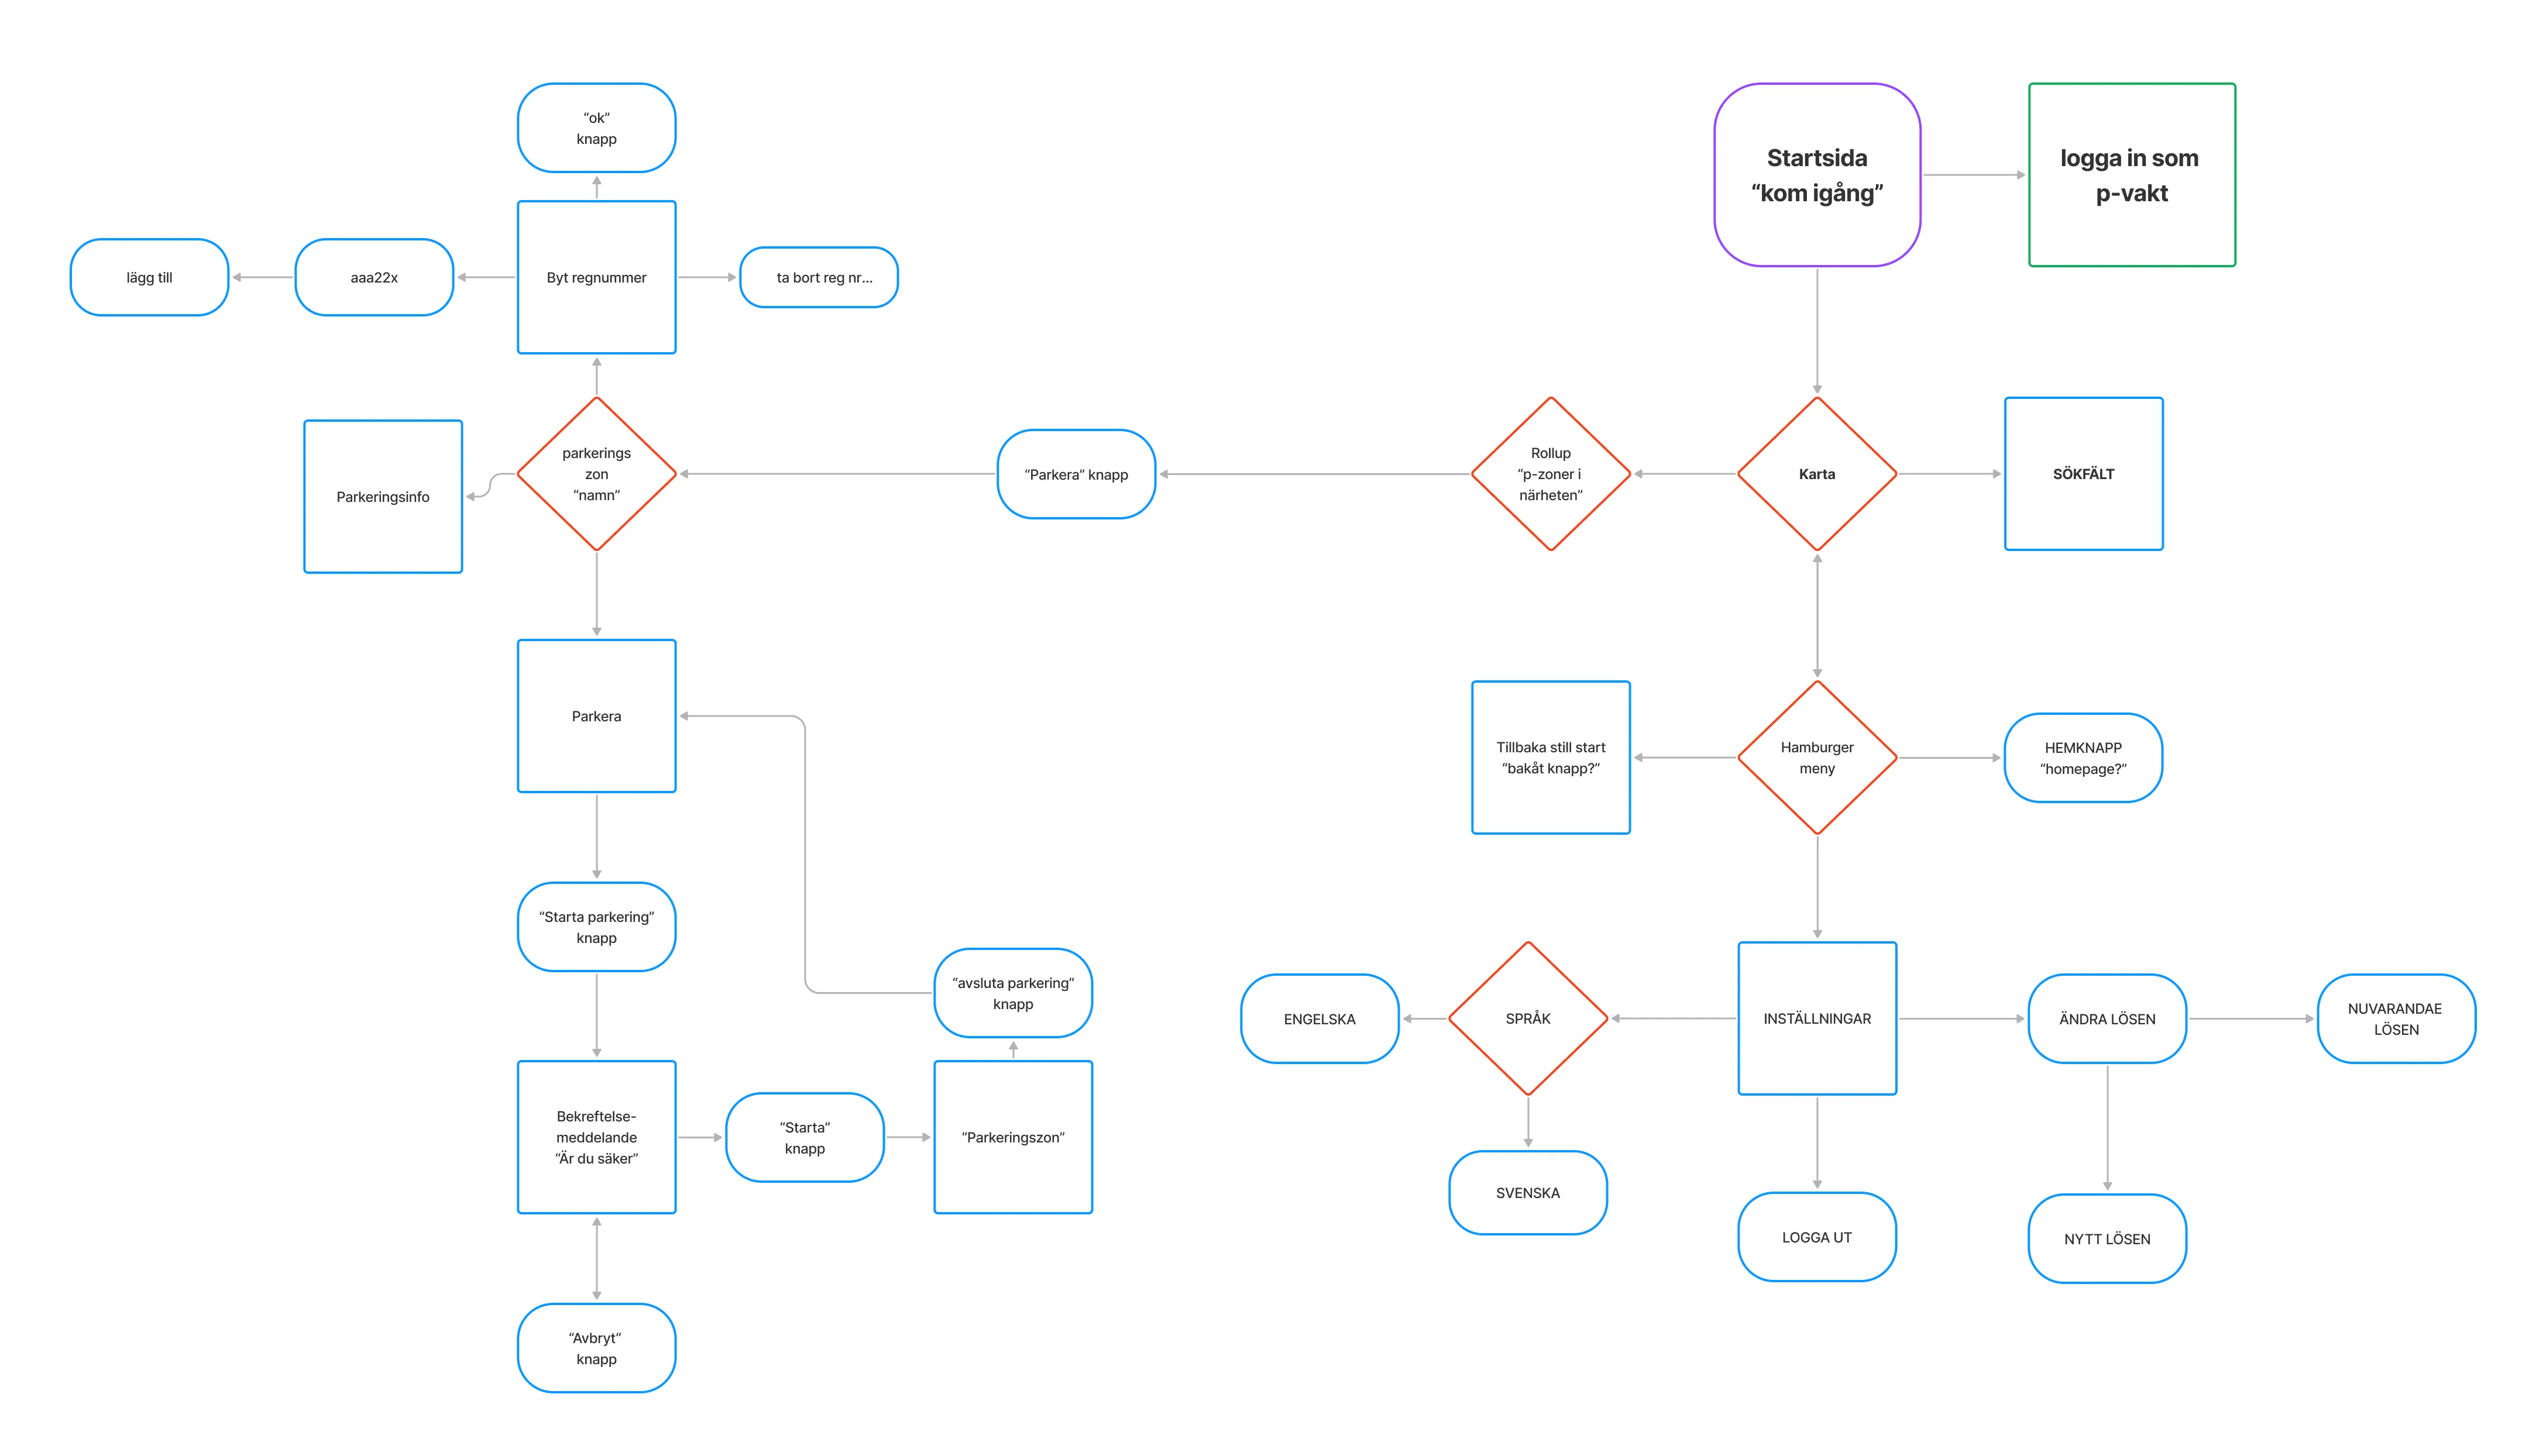 “ok”
knapp
Startsida
“kom igång”
logga in som
p-vakt
lägg till
aaa22x
Byt regnummer
ta bort reg nr...
Parkeringsinfo
parkerings
zon
“namn”
“Parkera” knapp
Rollup
“p-zoner i
närheten”
Karta
SÖKFÄLT
Parkera
Tillbaka still start
“bakåt knapp?”
Hamburger
meny
HEMKNAPP
“homepage?”
“Starta parkering”
knapp
“avsluta parkering”
knapp
ENGELSKA
SPRÅK
INSTÄLLNINGAR
ÄNDRA LÖSEN
NUVARANDAE
LÖSEN
Bekreftelse-
meddelande
“Är du säker”
“Starta”
knapp
“Parkeringszon”
SVENSKA
LOGGA UT
NYTT LÖSEN
“Avbryt”
knapp